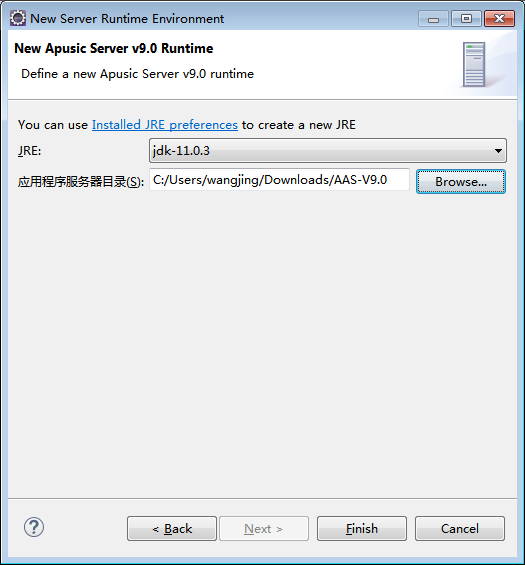 New Server Runtime Environment
New Apusic Server v9.0 Runtime
Define a new Apusic Server v9.0 runtime
You can use Installed JRE preferences to create a new JRE
JRE: jdk-11.0.3
应用程序服务器目录(S): C:/Users/wangjing/Downloads/AAS-V9.0 Browse...
? < Back Next > Finish Cancel